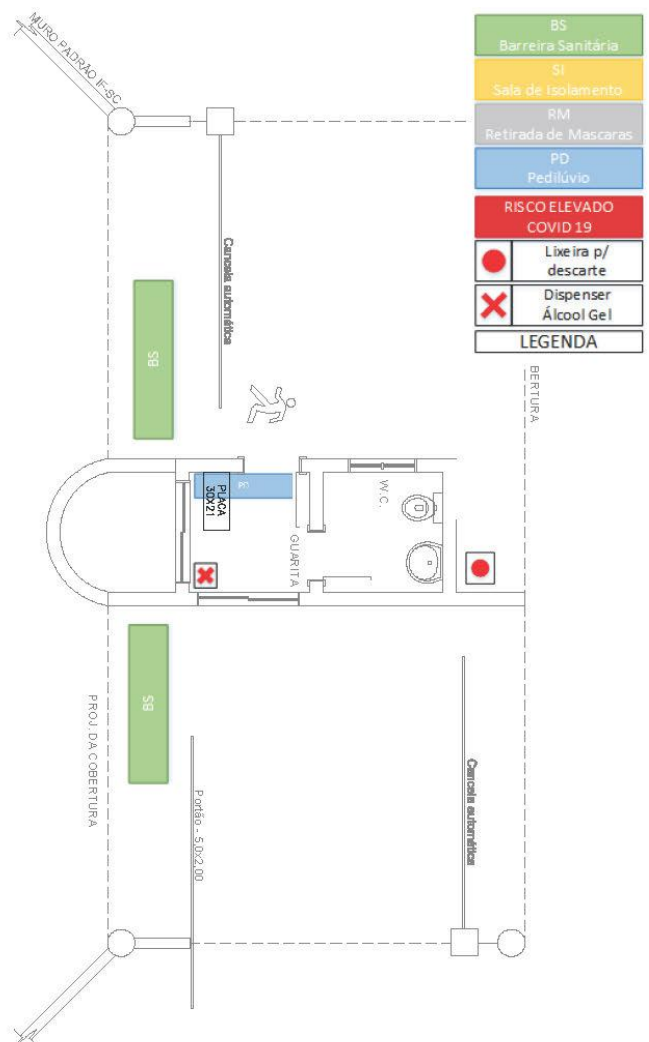 BS
Barreira Sanitária
SI
Sala de Isolamento
RM
Retirada de Mascaras
PD
Pedilúvio
RISCO ELEVADO
COVID 19
Lixeira p/
descarte
Dispenser
Álcool Gel
LEGENDA
MURO PADRÃO IF-SC
Cancela automática
BS
BERTURA
PD
PLACA
30X21
GUARITA
W.C.
BS
PROJ. DA COBERTURA
Portão - 5,0x2,00
Cancela automática